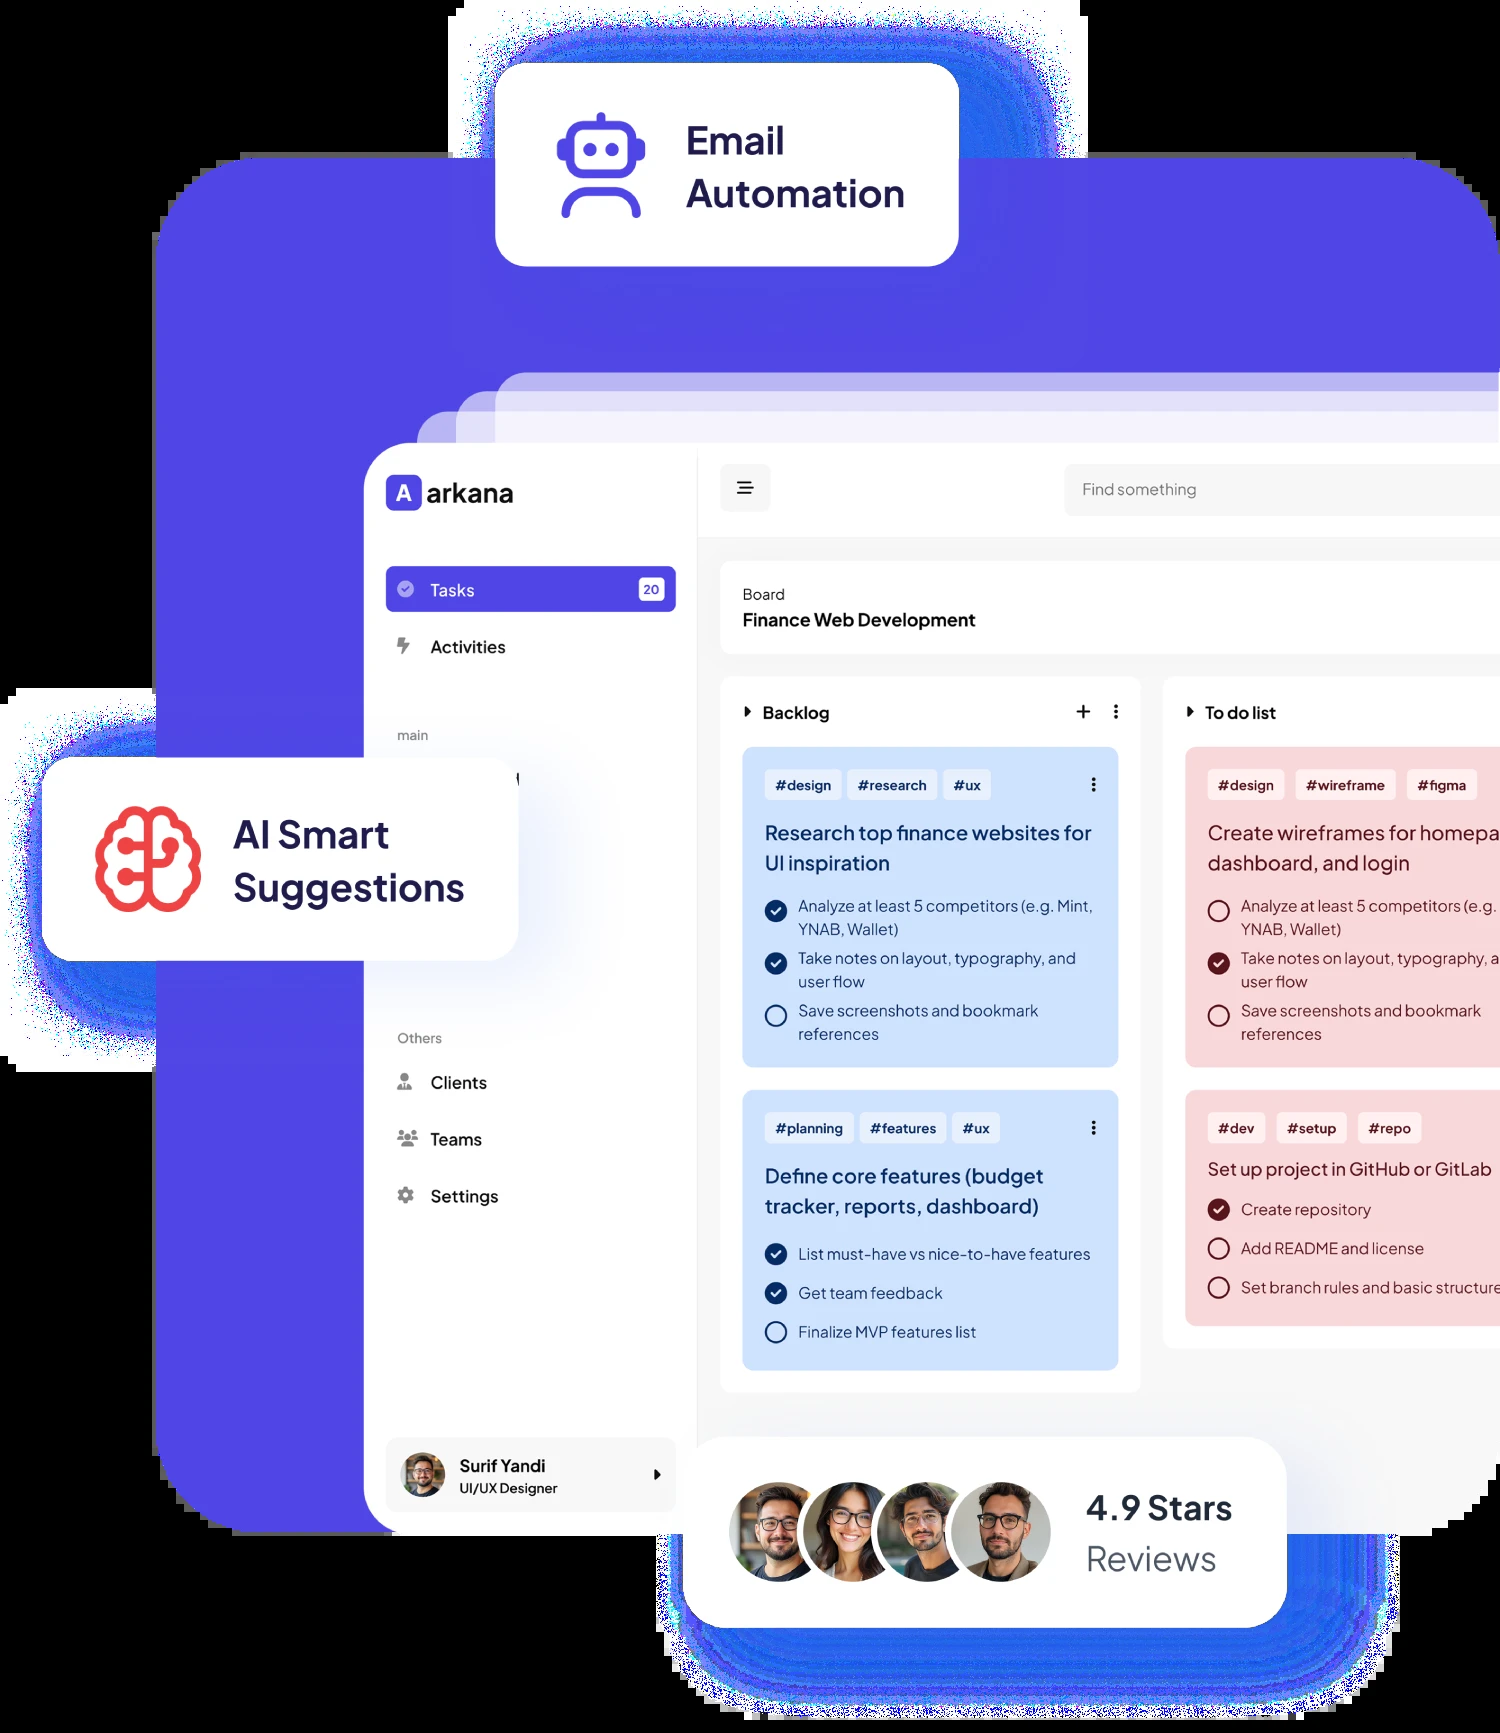 Email
Automation
A arkana
Find something
Tasks
20
Activities
Board
Finance Web Development
main
Backlog
To do list
AI Smart
Suggestions
#design #research #ux
Research top finance websites for
UI inspiration
Analyze at least 5 competitors (e.g. Mint,
YNAB, Wallet)
Take notes on layout, typography, and
user flow
Save screenshots and bookmark
references
#design #wireframe #figma
Create wireframes for
dashboard, and login
Analyze at least 5 competitors (e.g.
YNAB, Wallet)
Take notes on layout, typography,
user flow
Save screenshots and bookmark
references
Others
Clients
Teams
Settings
#planning #features #ux
Define core features (budget
tracker, reports, dashboard)
List must-have vs nice-to-have features
Get team feedback
Finalize MVP features list
#dev #setup #repo
Set up project in GitHub or GitLab
Create repository
Add README and license
Set branch rules and basic structure
Surif Yandi
UI/UX Designer
4.9 Stars
Reviews